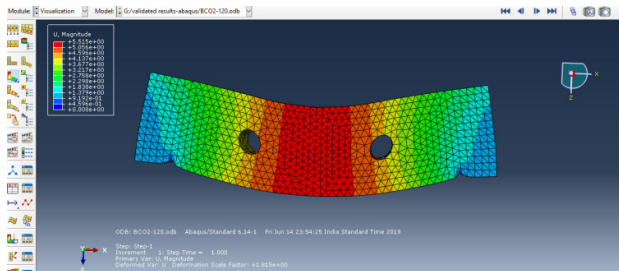 Module: Visualization Model: G:/validated results-abaqus/BCO2-120.odb
U, Magnitude
+5.515e+00
+5.056e+00
+4.596e+00
+4.137e+00
+3.677e+00
+3.217e+00
+2.758e+00
+2.298e+00
+1.838e+00
+1.379e+00
+9.192e-01
+4.596e-01
+0.000e+00
X
Z
ODB: BCO2-120.odb Abaqus/Standard 6.14-1 Fri Jun 14 23:54:25 India Standard Time 2019
Y
X
Step: Step-1
Increment 1: Step Time = 1.000
Primary Var: U, Magnitude
Deformed Var: U Deformation Scale Factor: +1.815e+00